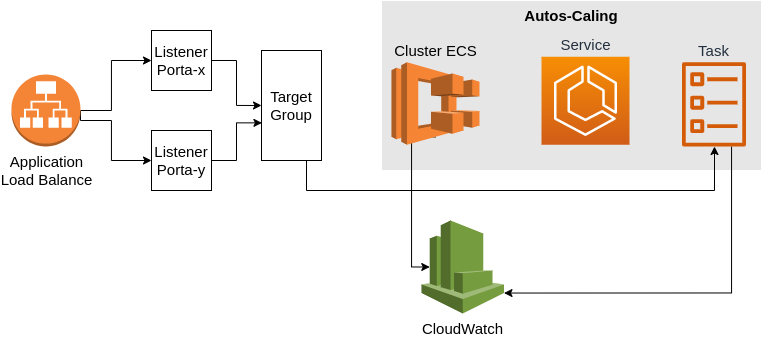 Autos-Caling
Cluster ECS
Service
Task
Listener
Porta-x
Target
Group
Listener
Porta-y
Application
Load Balance
CloudWatch